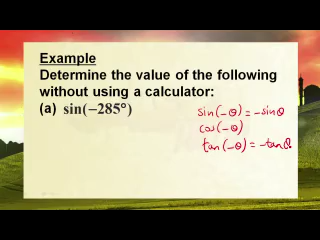 Example
Determine the value of the following
without using a calculator:
(a) sin(−285°)
sin(-θ) = -sinθ
cos(-θ)
tan(-θ) = -tanθ